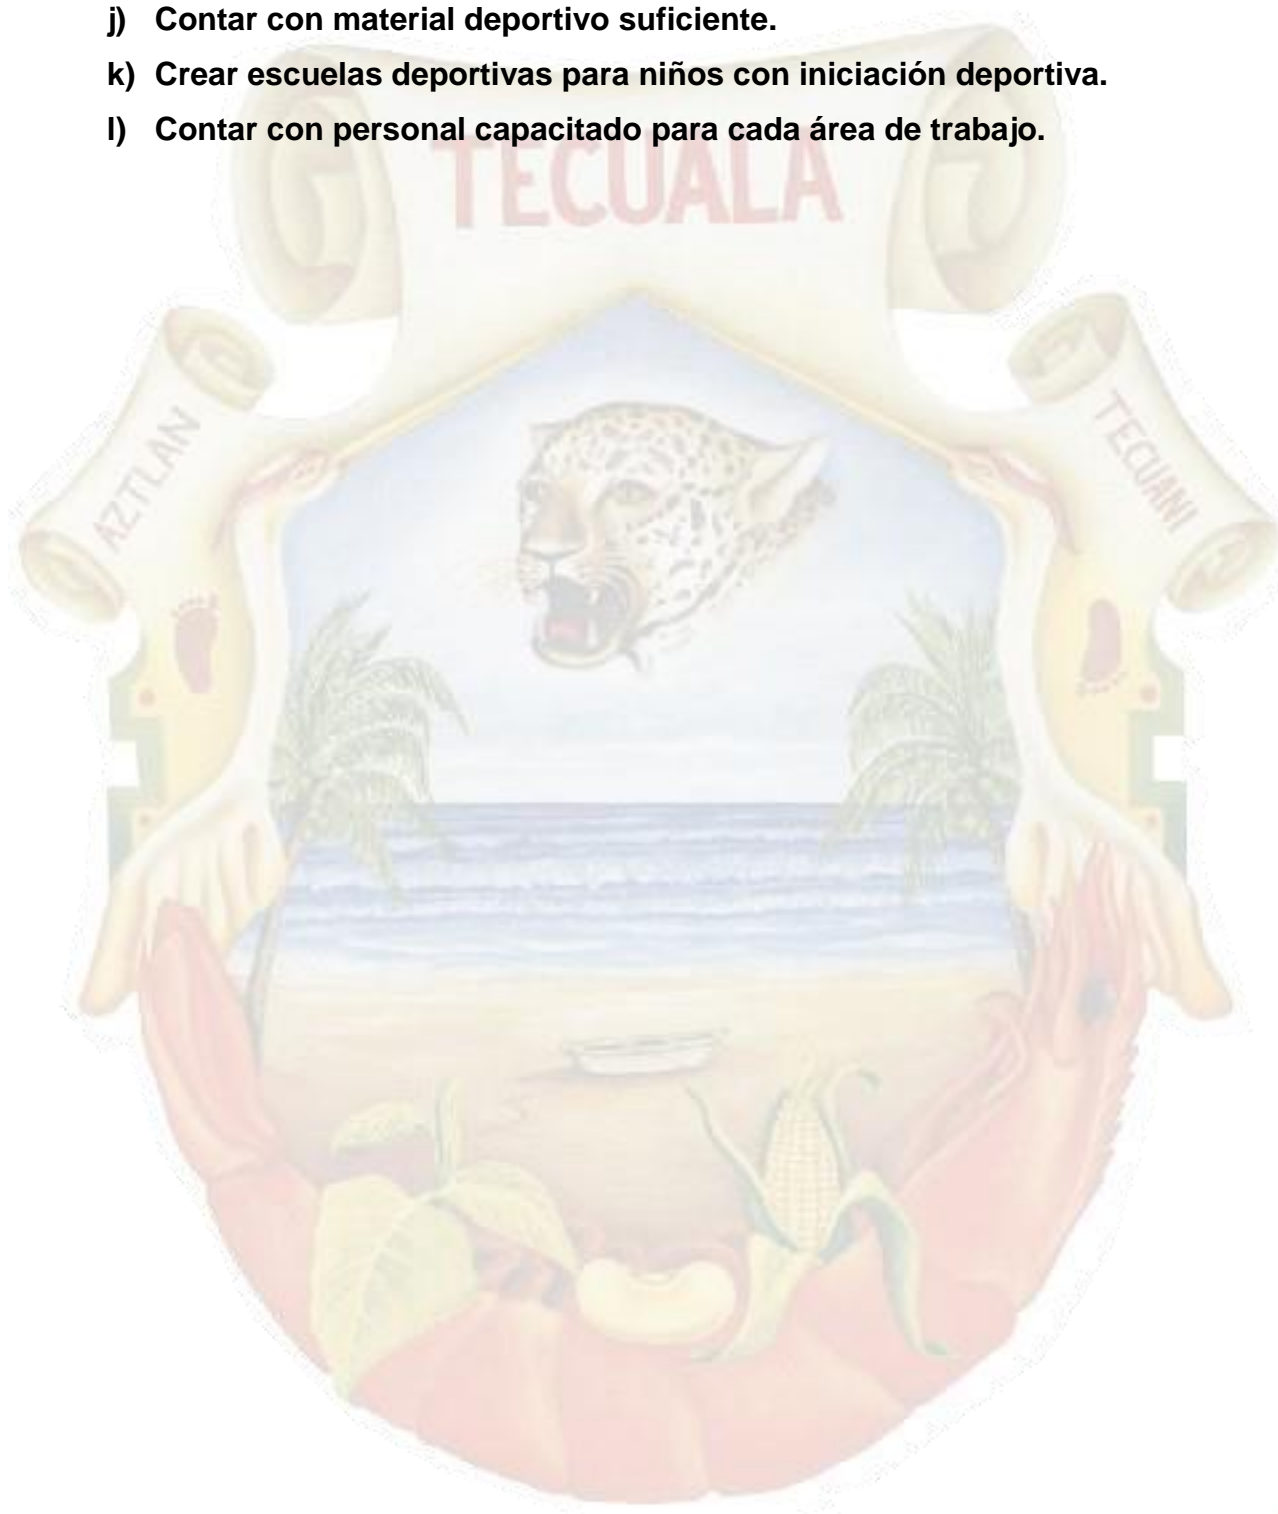 j) Contar con material deportivo suficiente.
k) Crear escuelas deportivas para niños con iniciación deportiva.
l) Contar con personal capacitado para cada área de trabajo.
TECUALA
AZTLAN
TECUANI